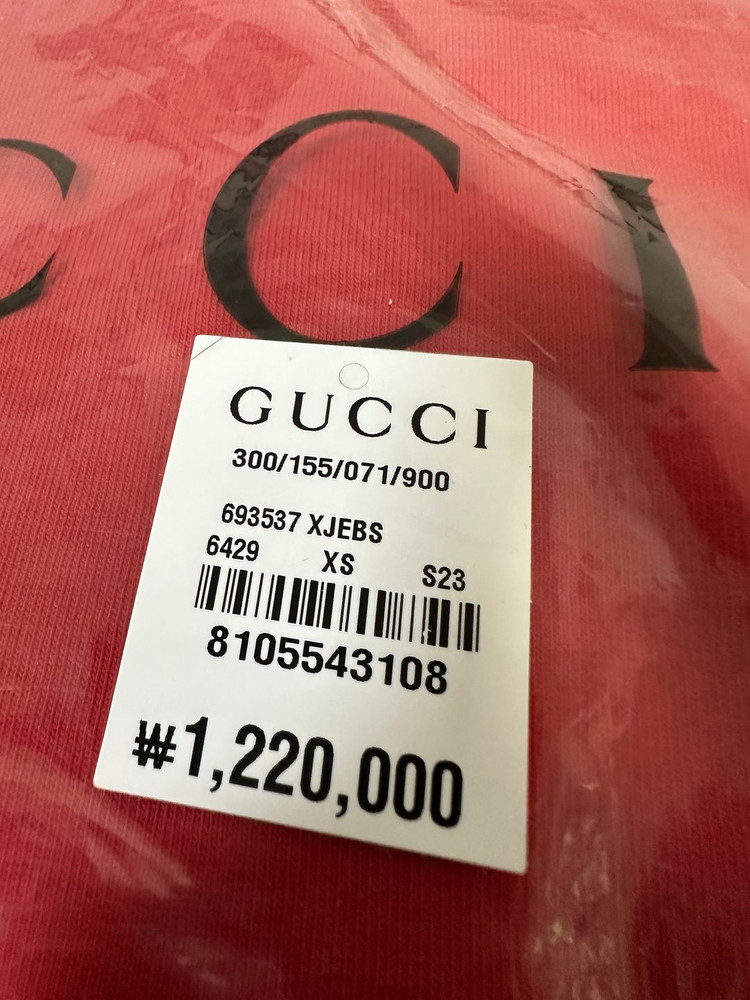 CCI
GUCCI
300/155/071/900
693537 XJEBS
6429 XS S23
8105543108
₩1,220,000